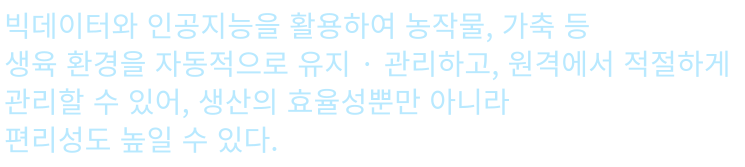 빅데이터와 인공지능을 활용하여 농작물, 가축 등
생육 환경을 자동적으로 유지 · 관리하고, 원격에서 적절하게
관리할 수 있어, 생산의 효율성뿐만 아니라
편리성도 높일 수 있다.